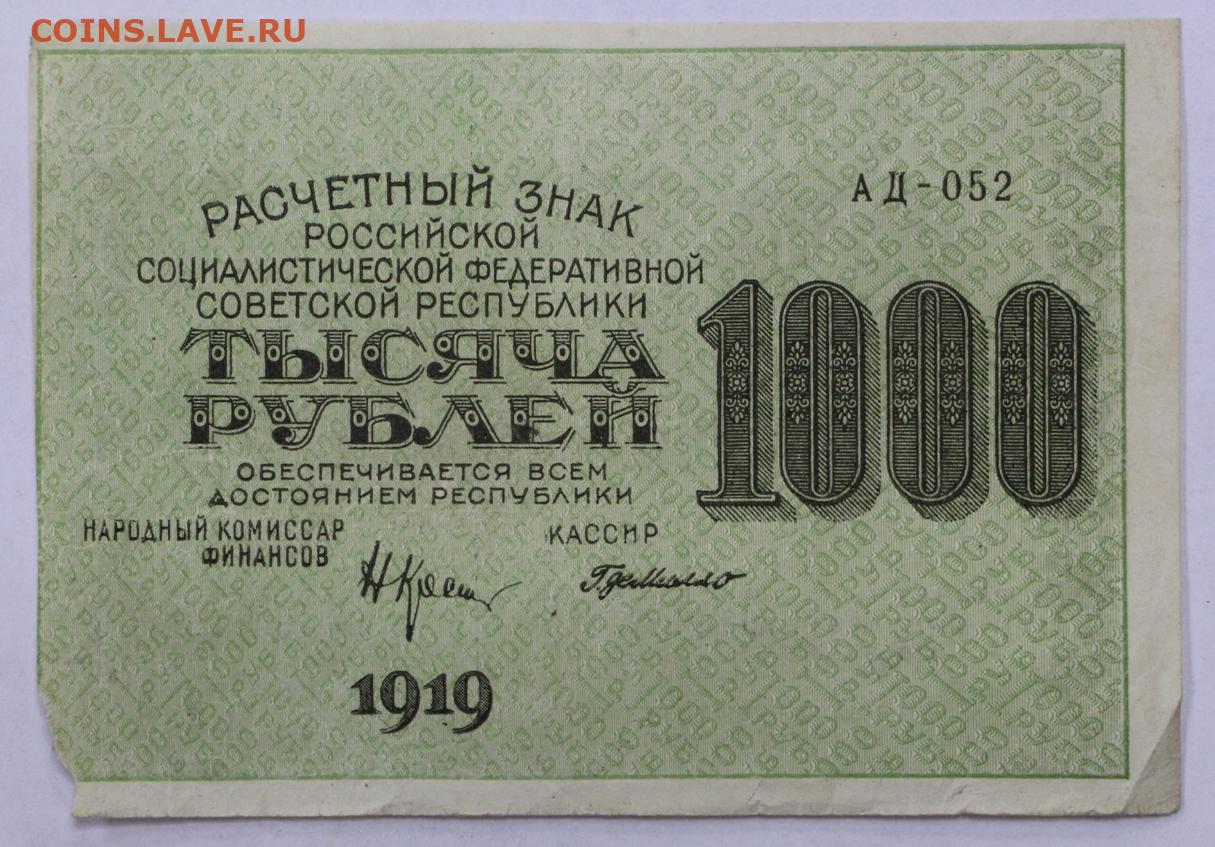 COINS.LAVE.RU
РАСЧЕТНЫЙ ЗНАК
АД-052
РОССИЙСКОЙ
СОЦИАЛИСТИЧЕСКОЙ ФЕДЕРАТИВНОЙ
СОВЕТСКОЙ РЕСПУБЛИКИ
ТЫСЯЧА
РУБЛЕЙ
1000
ОБЕСПЕЧИВАЕТСЯ ВСЕМ
ДОСТОЯНИЕМ РЕСПУБЛИКИ
НАРОДНЫЙ КОМИССАР
ФИНАНСОВ
КАССИР
1919